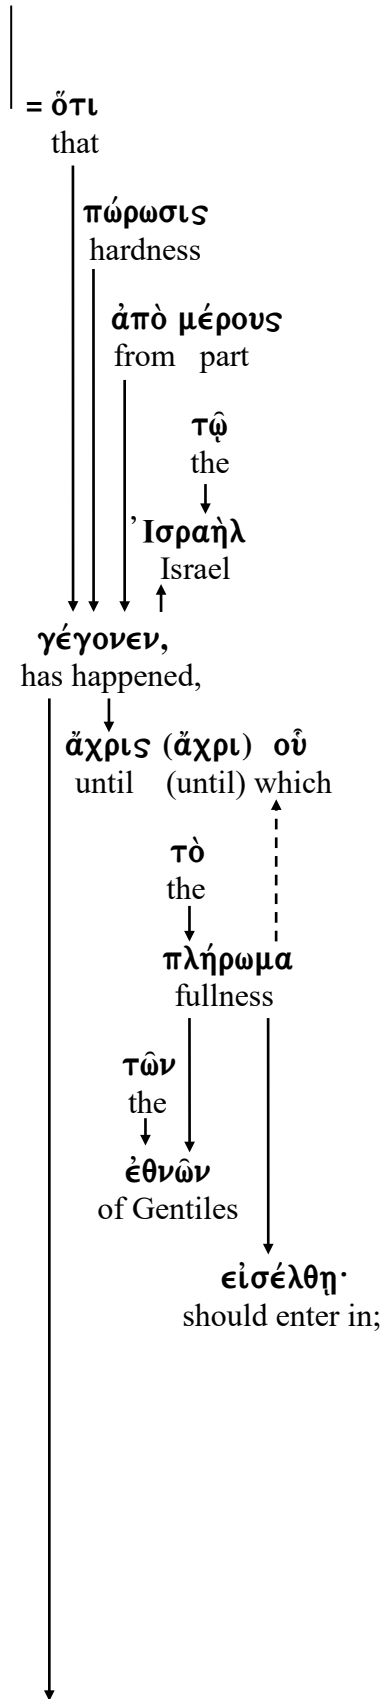 = ὅτι
that
πώρωσις
hardness
ἀπὸ μέρους
from part
τῷ
the
᾿Ισραὴλ
Israel
γέγονεν,
has happened,
ἄχρις (ἄχρι) οὗ
until (until) which
τὸ
the
πλήρωμα
fullness
τῶν
the
ἐθνῶν
of Gentiles
εἰσέλθῃ·
should enter in;